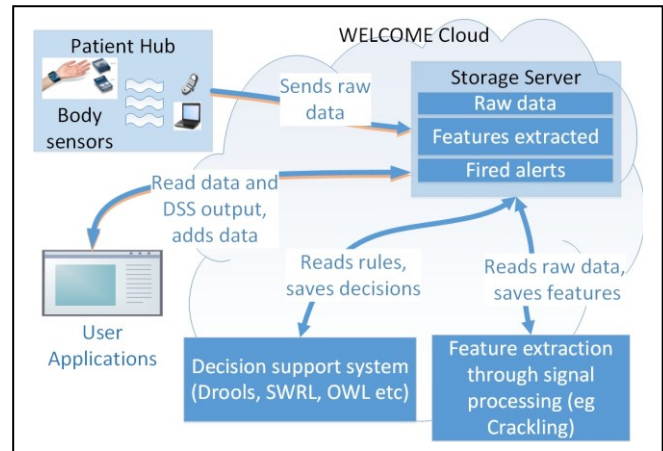 Patient Hub
Body
sensors
WELCOME Cloud
Sends raw
data
Storage Server
Raw data
Features extracted
Fired alerts
Read data and
DSS output,
adds data
User
Applications
Reads rules,
saves decisions
Reads raw data,
saves features
Decision support system
(Drools, SWRL, OWL etc)
Feature extraction
through signal
processing (eg
Crackling)